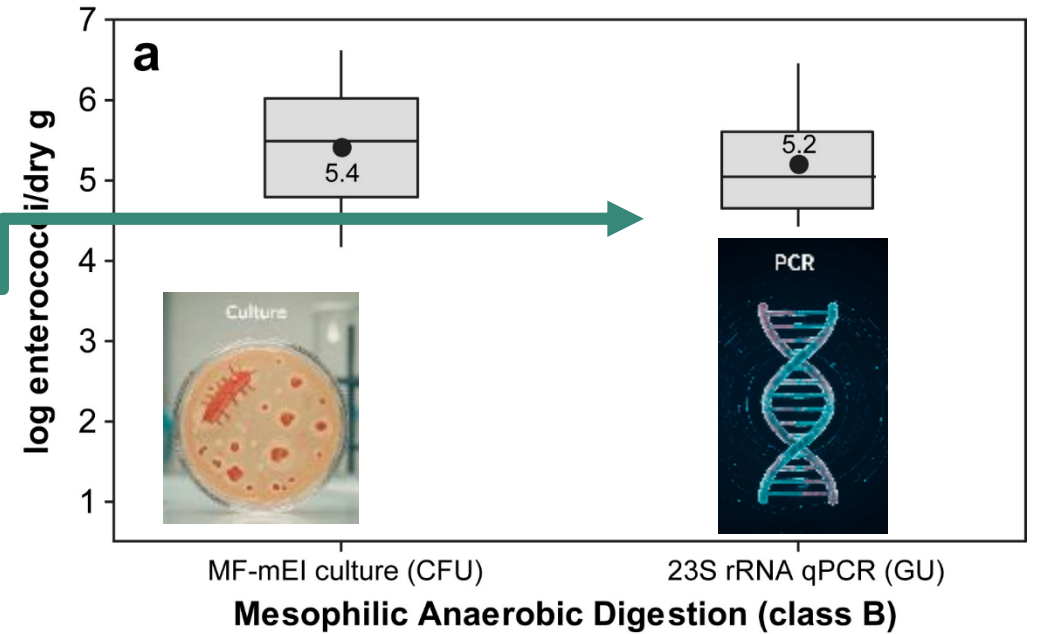 a
log enterococci/dry g
7
6
5
4
3
2
1
5.4
5.2
Culture
PCR
MF-mEI culture (CFU)
23S rRNA qPCR (GU)
Mesophilic Anaerobic Digestion (class B)